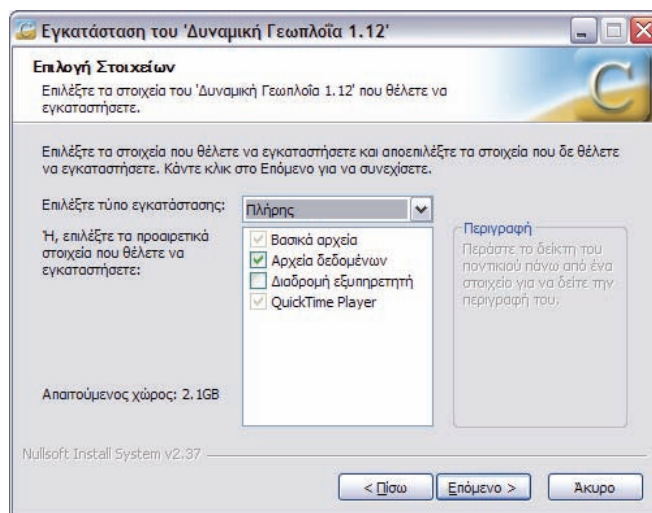 Εγκατάσταση του 'Δυναμική Γεωπλοΐα 1.12'
Επιλογή Στοιχείων
Επιλέξτε τα στοιχεία του 'Δυναμική Γεωπλοΐα 1.12' που θέλετε να
εγκαταστήσετε.
C
Επιλέξτε τα στοιχεία που θέλετε να εγκαταστήσετε και αποεπιλέξτε τα στοιχεία που δε θέλετε
να εγκαταστήσετε. Κάντε κλικ στο Επόμενο για να συνεχίσετε.
Επιλέξτε τύπο εγκατάστασης:
Πλήρης
Ή, επιλέξτε τα προαιρετικά
στοιχεία που θέλετε να
εγκαταστήσετε:
Βασικά αρχεία
Αρχεία δεδομένων
Διαδρομή εξυπηρετητή
QuickTime Player
Περιγραφή
Περάστε το δείκτη του
ποντικιού πάνω από ένα
στοιχείο για να δείτε την
περιγραφή του.
Απαιτούμενος χώρος: 2.1GB
Nullsoft Install System v2.37
< Πίσω
Επόμενο >
Άκυρο